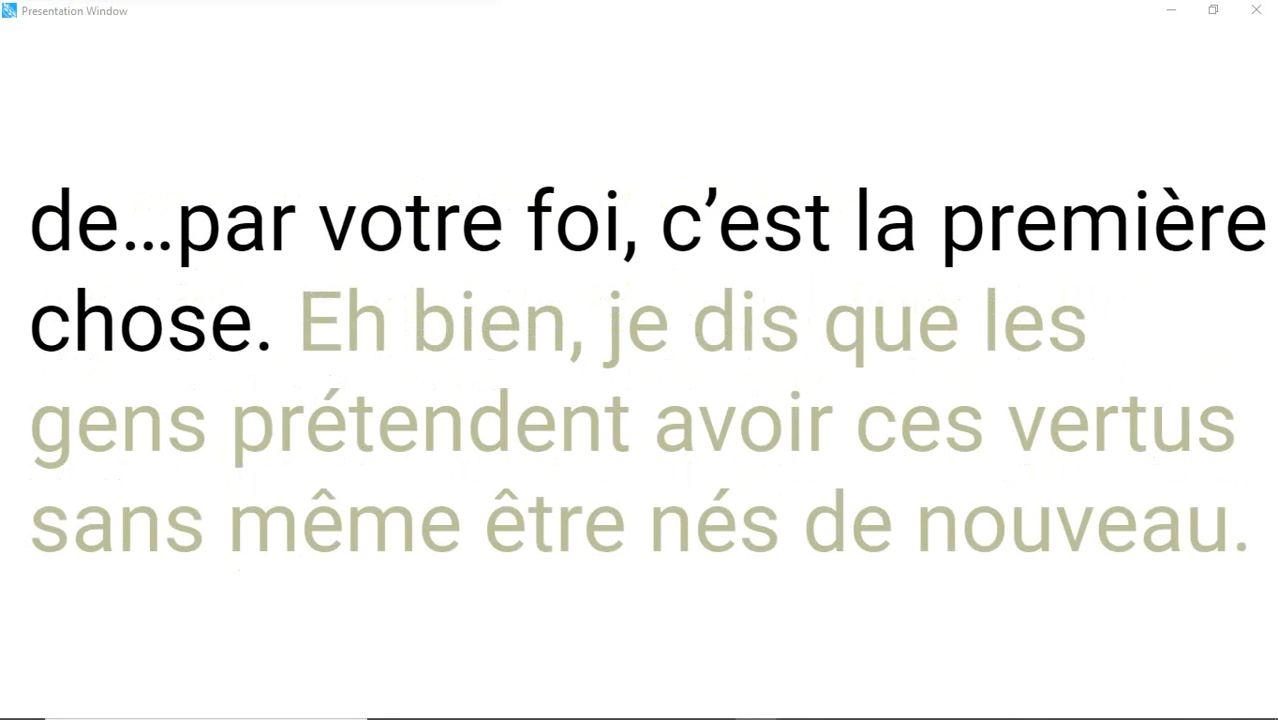 Presentation Window
de…par votre foi, c’est la première
chose. Eh bien, je dis que les
gens prétendent avoir ces vertus
sans même être nés de nouveau.